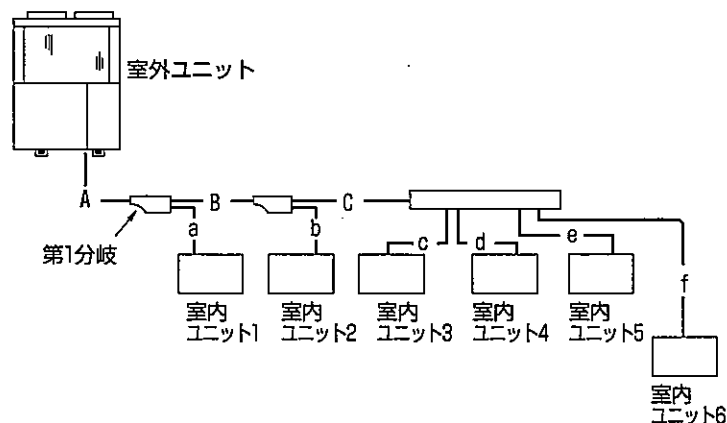 室外ユニット
A
B
C
第1分岐
a
b
c
d
e
f
室内
ユニット1
室内
ユニット2
室内
ユニット3
室内
ユニット4
室内
ユニット5
室内
ユニット6